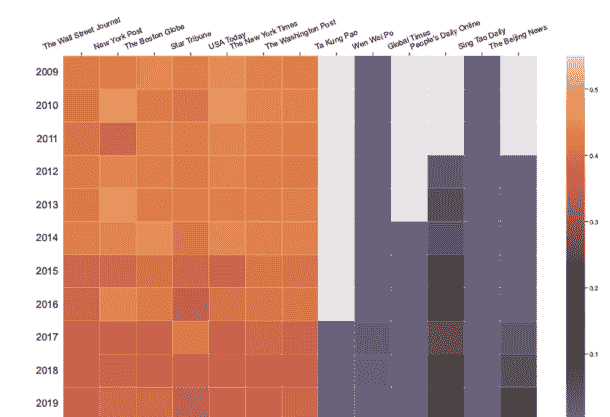 The Wall Street Journal
New York Post
The Boston Globe
Star Tribune
USA Today
The New York Times
The Washington Post
Ta Kung Pao
Wen Wei Po
Global Times
People's Daily Online
Sing Tao Daily
The Beijing News
2009
2010
2011
2012
2013
2014
2015
2016
2017
2018
2019
0.5
0.4
0.3
0.2
0.1